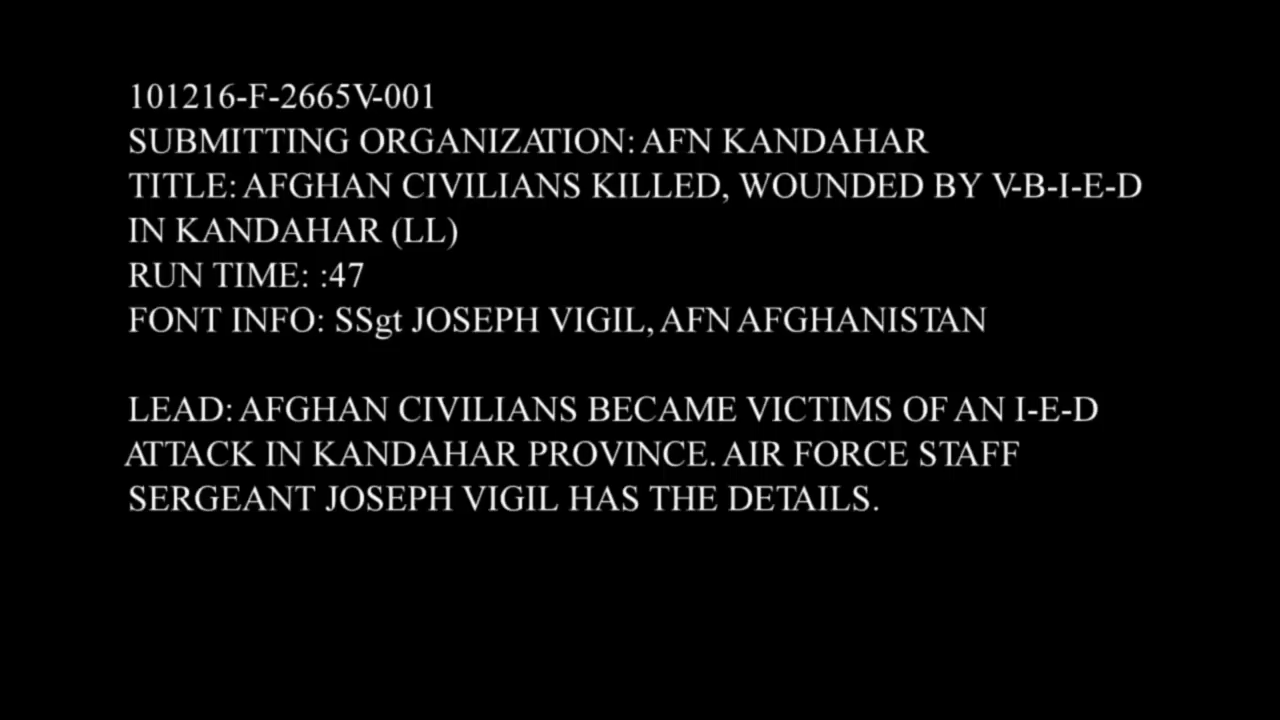 101216-F-2665V-001
SUBMITTING ORGANIZATION: AFN KANDAHAR
TITLE: AFGHAN CIVILIANS KILLED, WOUNDED BY V-B-I-E-D
IN KANDAHAR (LL)
RUN TIME: :47
FONT INFO: SSgt JOSEPH VIGIL, AFN AFGHANISTAN
LEAD: AFGHAN CIVILIANS BECAME VICTIMS OF AN I-E-D
ATTACK IN KANDAHAR PROVINCE. AIR FORCE STAFF
SERGEANT JOSEPH VIGIL HAS THE DETAILS.